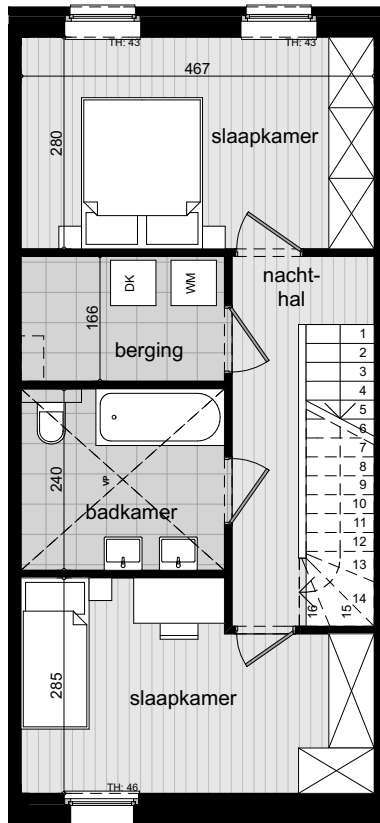 TH: 43
TH: 43
467
280
slaapkamer
nacht-
hal
DK
WM
166
berging
1
2
3
4
5
6
7
8
9
10
11
12
13
14
15
16
240
VP
badkamer
285
slaapkamer
TH: 46